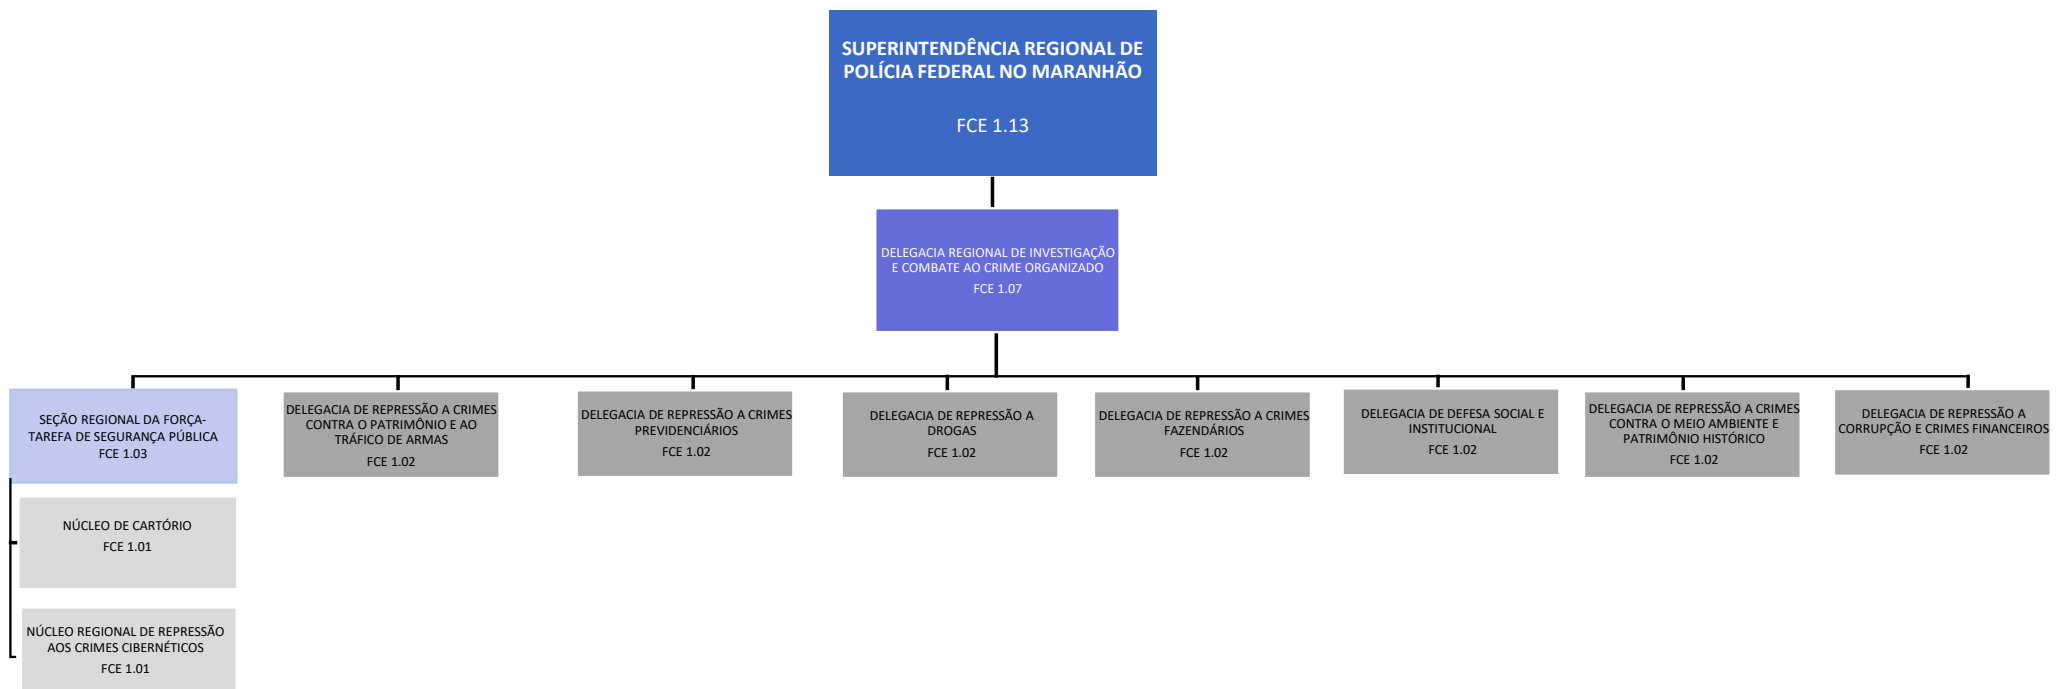 SUPERINTENDÊNCIA REGIONAL DE
POLÍCIA FEDERAL NO MARANHÃO
FCE 1.13
DELEGACIA REGIONAL DE INVESTIGAÇÃO
E COMBATE AO CRIME ORGANIZADO
FCE 1.07
SEÇÃO REGIONAL DA FORÇA-
TAREFA DE SEGURANÇA PÚBLICA
FCE 1.03
DELEGACIA DE REPRESSÃO A CRIMES
CONTRA O PATRIMÔNIO E AO
TRÁFICO DE ARMAS
FCE 1.02
DELEGACIA DE REPRESSÃO A CRIMES
PREVIDENCIÁRIOS
FCE 1.02
DELEGACIA DE REPRESSÃO A
DROGAS
FCE 1.02
DELEGACIA DE REPRESSÃO A CRIMES
FAZENDÁRIOS
FCE 1.02
DELEGACIA DE DEFESA SOCIAL E
INSTITUCIONAL
FCE 1.02
DELEGACIA DE REPRESSÃO A CRIMES
CONTRA O MEIO AMBIENTE E
PATRIMÔNIO HISTÓRICO
FCE 1.02
DELEGACIA DE REPRESSÃO A
CORRUPÇÃO E CRIMES FINANCEIROS
FCE 1.02
NÚCLEO DE CARTÓRIO
FCE 1.01
NÚCLEO REGIONAL DE REPRESSÃO
AOS CRIMES CIBERNÉTICOS
FCE 1.01